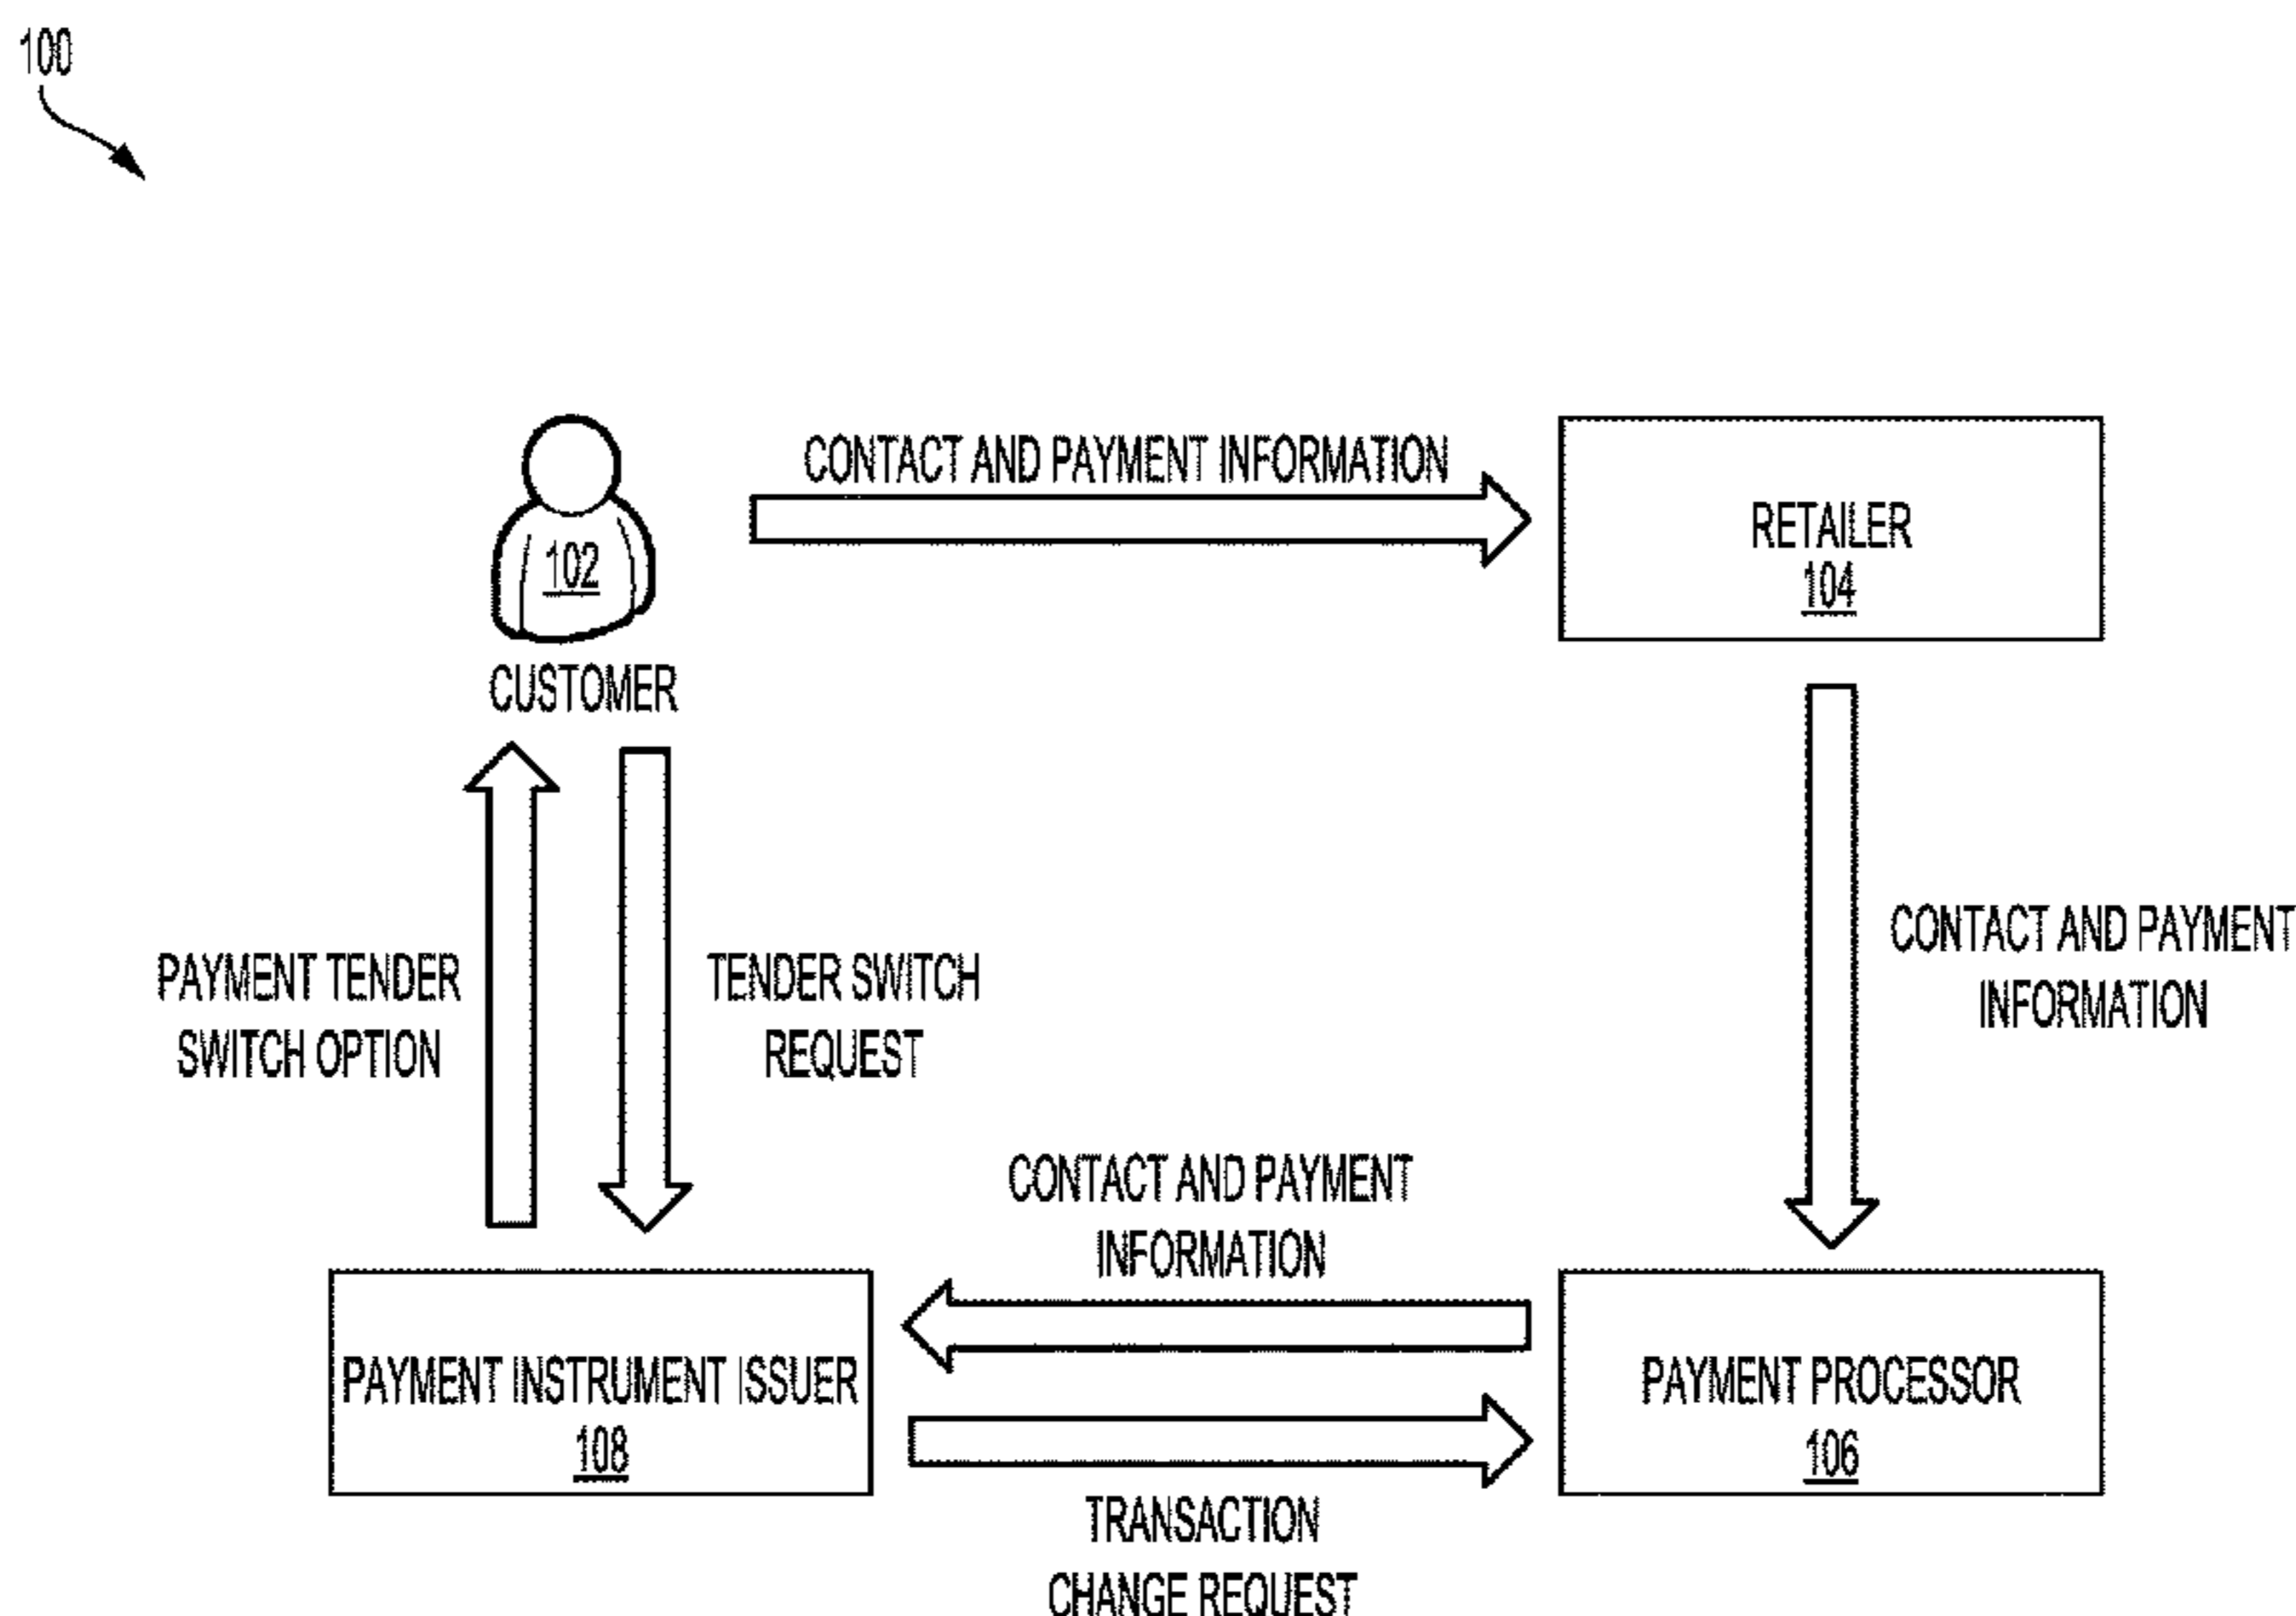 100
CONTACT AND PAYMENT INFORMATION
102
CUSTOMER
RETAILER
104
PAYMENT TENDER
SWITCH OPTION
TENDER SWITCH
REQUEST
CONTACT AND PAYMENT
INFORMATION
CONTACT AND PAYMENT
INFORMATION
PAYMENT INSTRUMENT ISSUER
108
PAYMENT PROCESSOR
106
TRANSACTION
CHANGE REQUEST